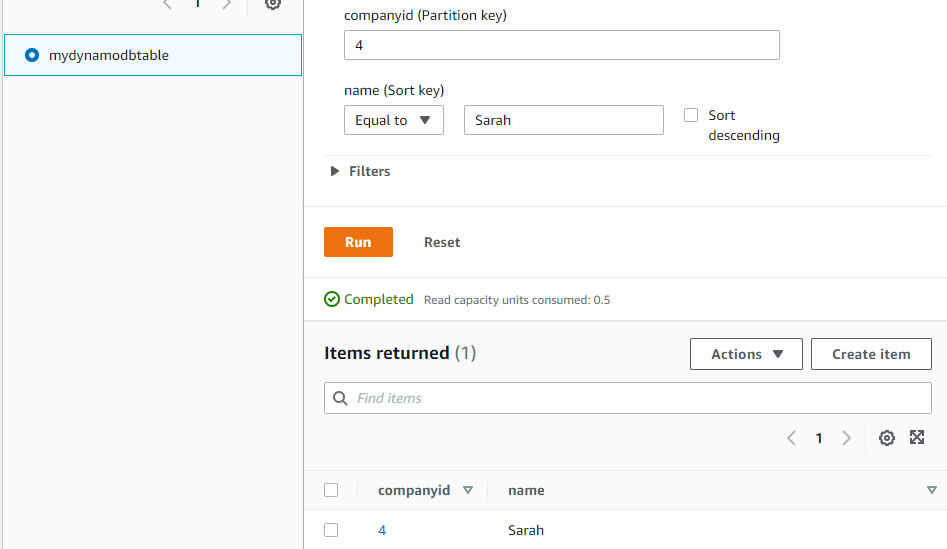 1
mydynamodbtable
companyid (Partition key)
4
name (Sort key)
Equal to
Sarah
Sort
descending
Filters
Run
Reset
Completed
Read capacity units consumed: 0.5
Items returned (1)
Actions
Create item
Find items
1
companyid
name
4
Sarah